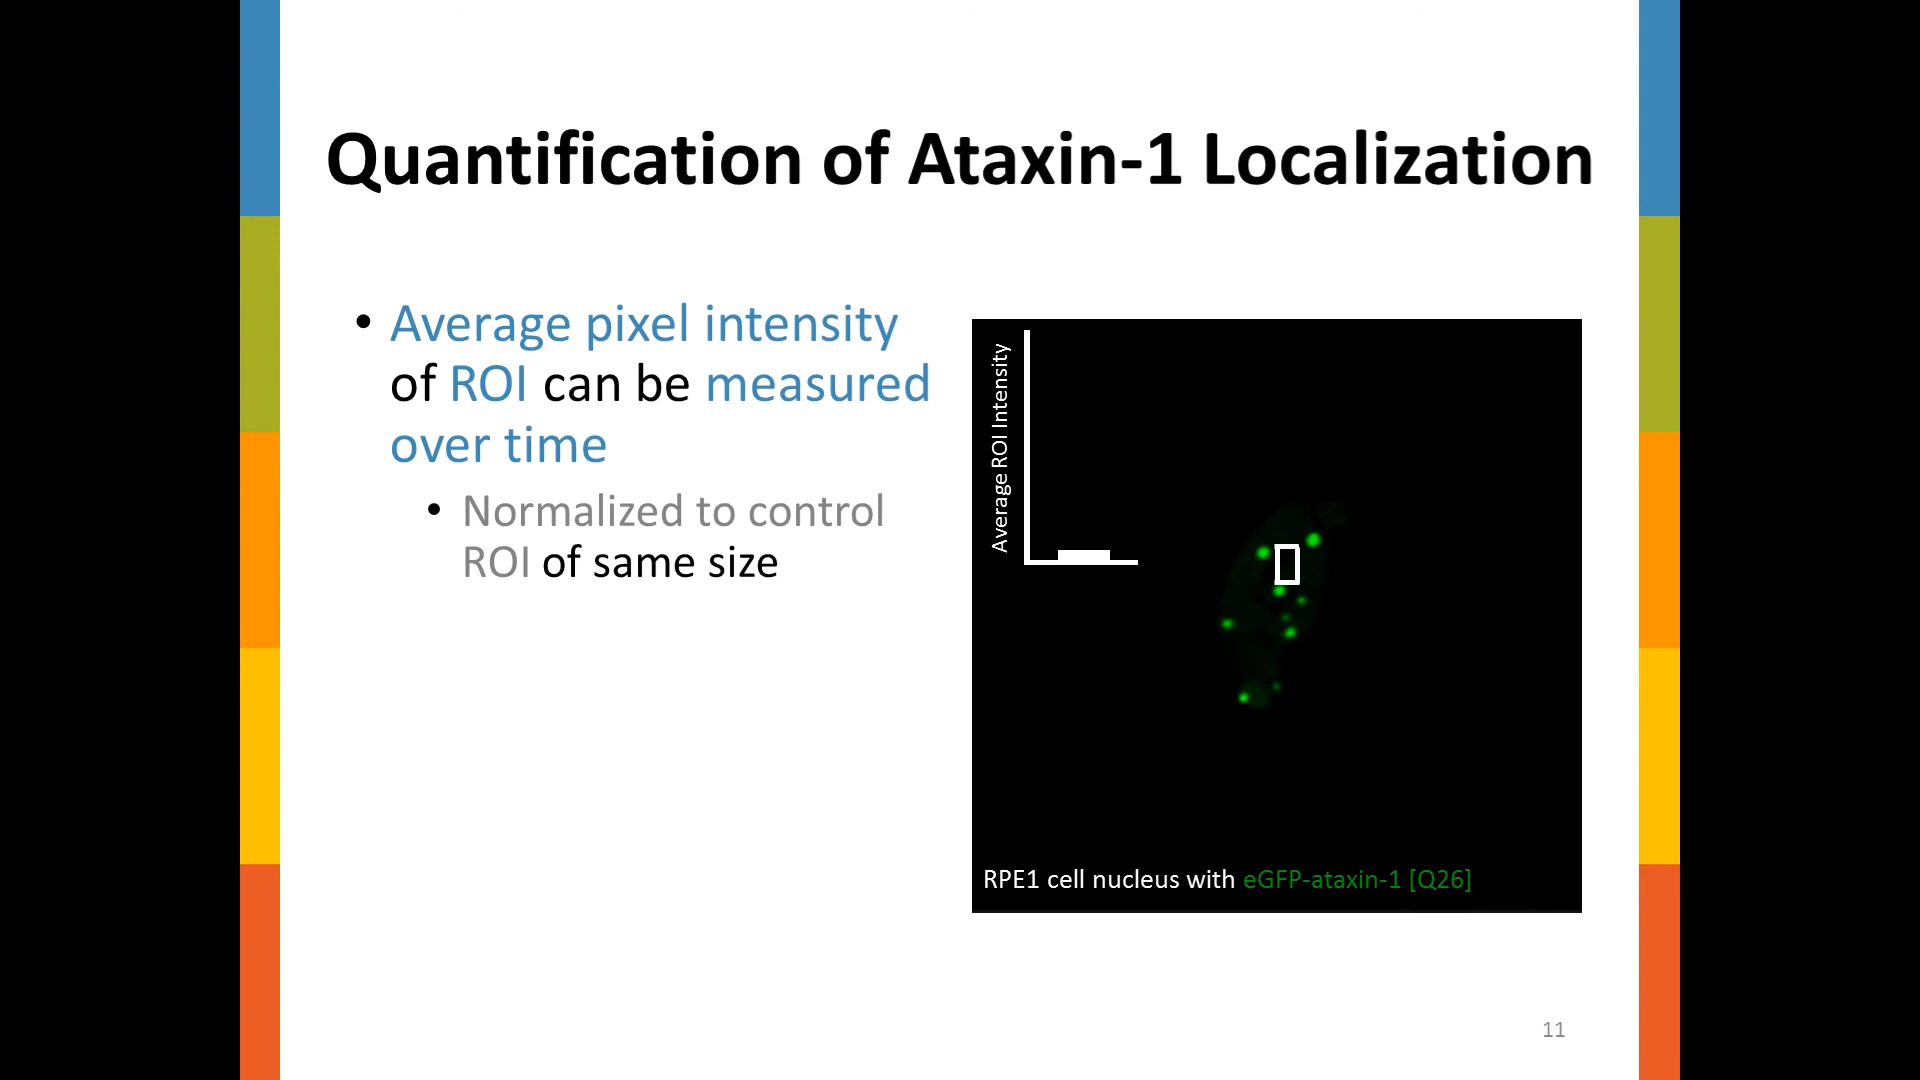 Quantification of Ataxin-1 Localization
• Average pixel intensity
of ROI can be measured
over time
• Normalized to control
ROI of same size
Average ROI Intensity
RPE1 cell nucleus with eGFP-ataxin-1 [Q26]
11